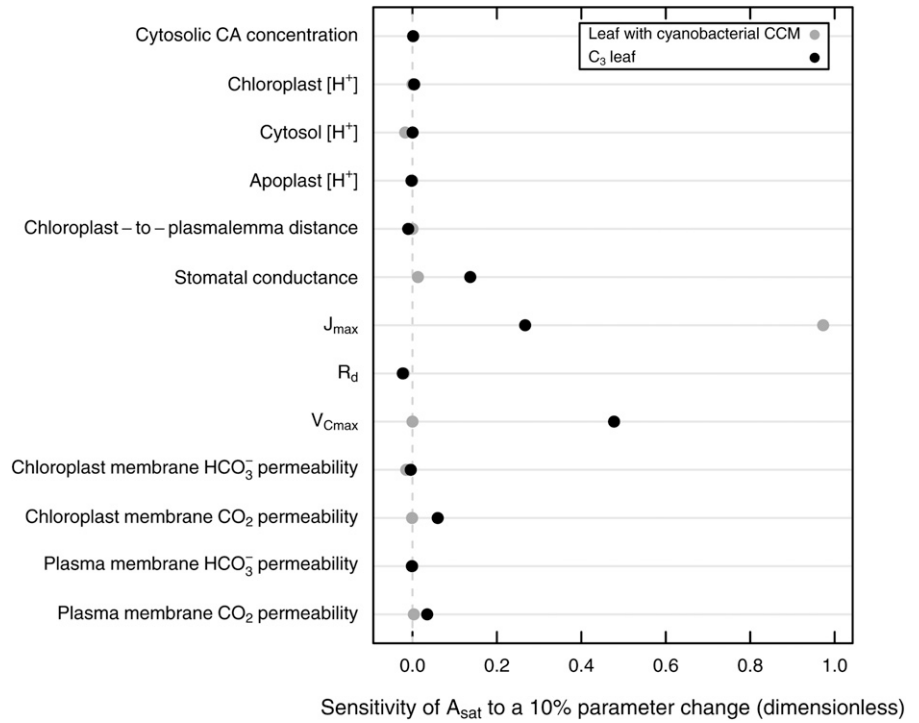 Cytosolic CA concentration
Chloroplast [H⁺]
Cytosol [H⁺]
Apoplast [H⁺]
Chloroplast – to – plasmalemma distance
Stomatal conductance
Jmax
Rd
VCmax
Chloroplast membrane HCO₃⁻ permeability
Chloroplast membrane CO₂ permeability
Plasma membrane HCO₃⁻ permeability
Plasma membrane CO₂ permeability
Leaf with cyanobacterial CCM
C₃ leaf
0.0 0.2 0.4 0.6 0.8 1.0
Sensitivity of Asat to a 10% parameter change (dimensionless)